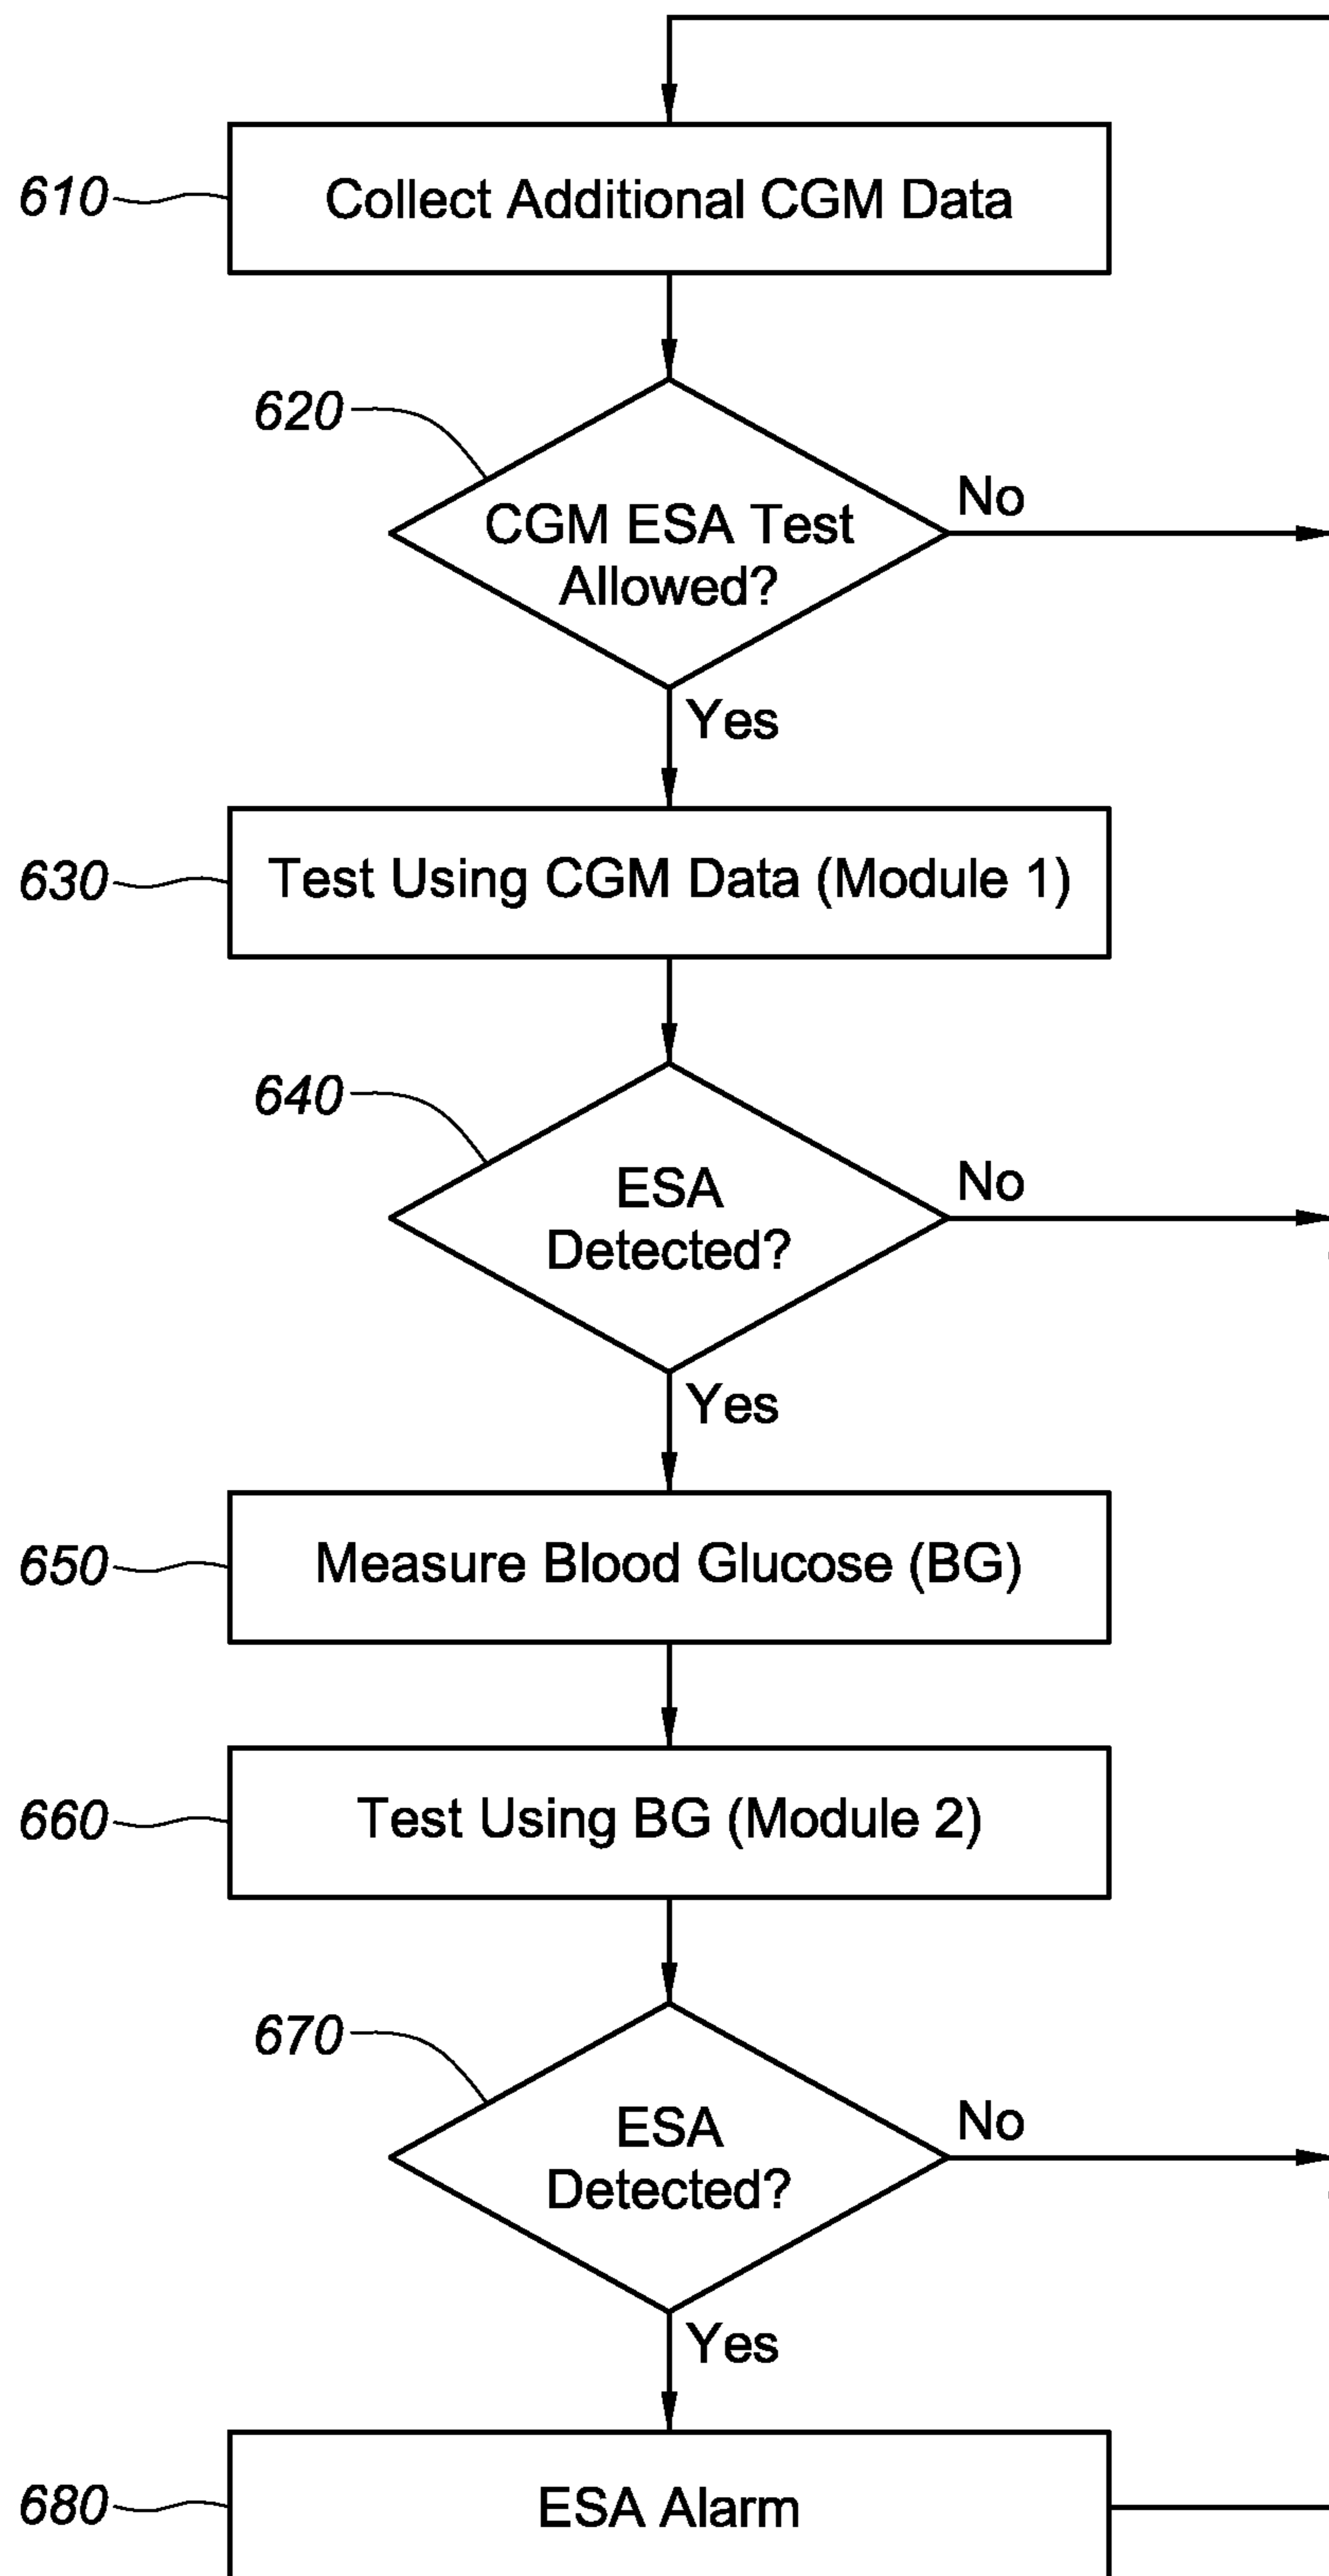 610
Collect Additional CGM Data
620
CGM ESA Test
Allowed?
No
Yes
630
Test Using CGM Data (Module 1)
640
ESA
Detected?
No
Yes
650
Measure Blood Glucose (BG)
660
Test Using BG (Module 2)
670
ESA
Detected?
No
Yes
680
ESA Alarm